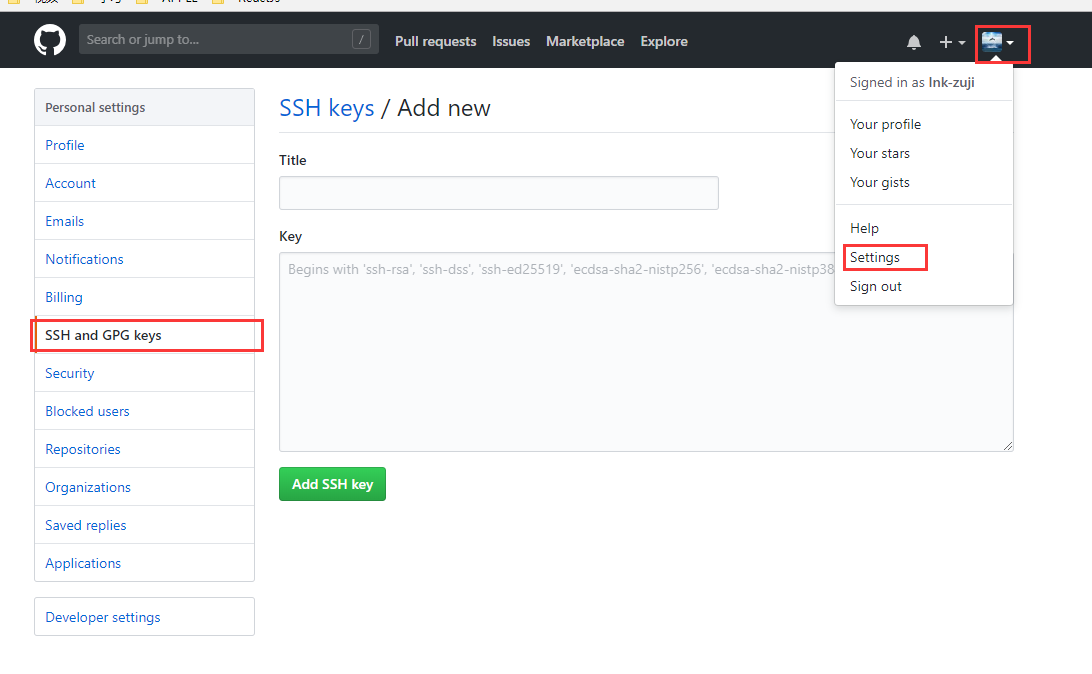 Search or jump to...
/
Pull requests
Issues
Marketplace
Explore
Signed in as Ink-zuji
Your profile
Your stars
Your gists
Help
Settings
Sign out
Personal settings
Profile
Account
Emails
Notifications
Billing
SSH and GPG keys
Security
Blocked users
Repositories
Organizations
Saved replies
Applications
Developer settings
SSH keys / Add new
Title
Key
Begins with 'ssh-rsa', 'ssh-dss', 'ssh-ed25519', 'ecdsa-sha2-nistp256', 'ecdsa-sha2-nistp38
Add SSH key